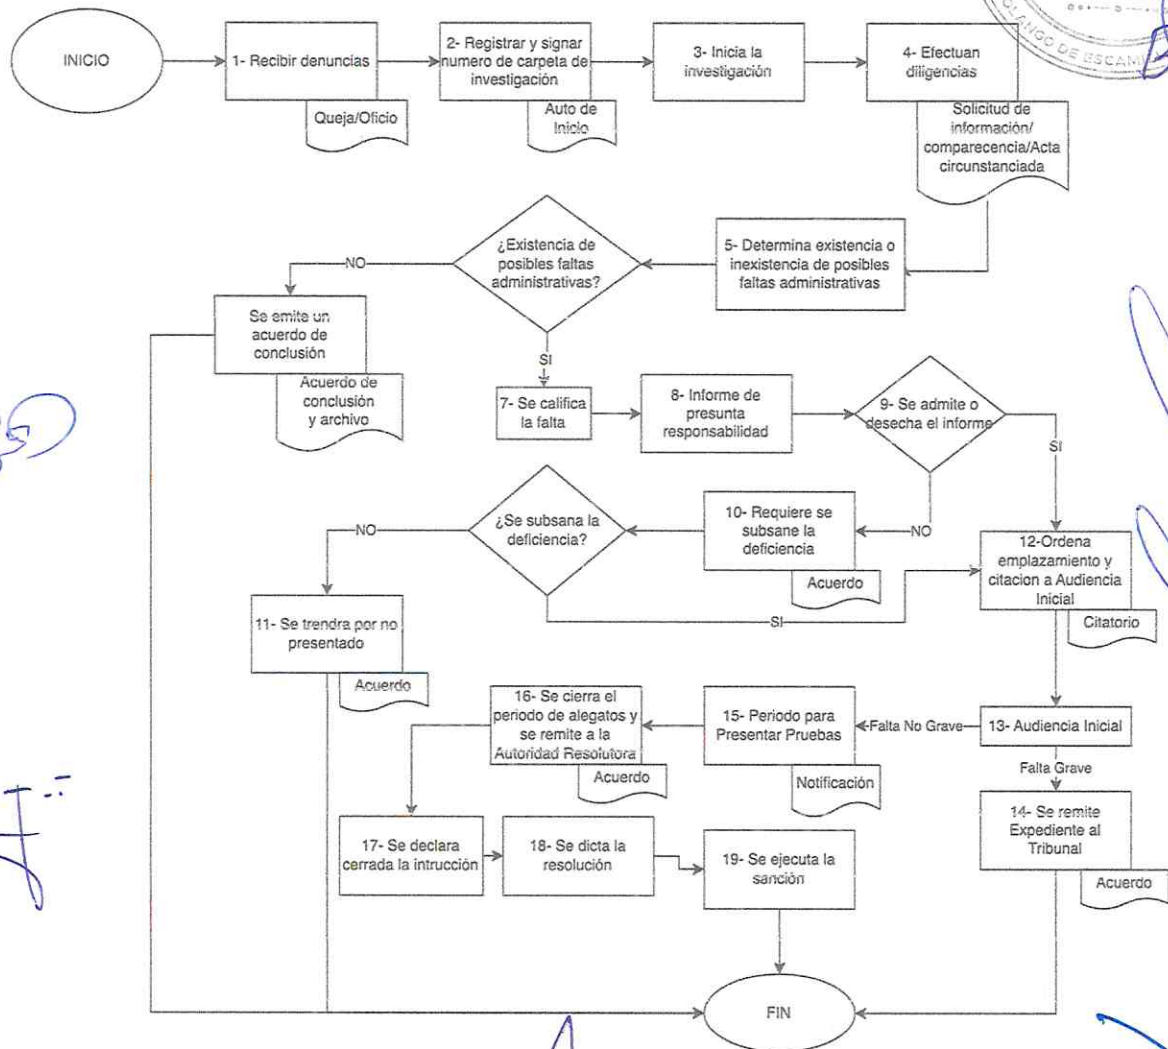 INICIO
1- Recibir denuncias
Queja/Oficio
2- Registrar y signar
numero de carpeta de
investigación
Auto de
Inicio
3- Inicia la
investigación
4- Efectuan
diligencias
Solicitud de
información/
comparecencia/Acta
circunstanciada
5- Determina existencia o
inexistencia de posibles
faltas administrativas
¿Existencia de
posibles faltas
administrativas?
NO
Se emite un
acuerdo de
conclusión
Acuerdo de
conclusión
y archivo
SI
7- Se califica
la falta
8- Informe de
presunta
responsabilidad
9- Se admite o
desecha el informe
SI
NO
10- Requiere se
subsane la
deficiencia
Acuerdo
¿Se subsana la
deficiencia?
NO
SI
11- Se trendra por no
presentado
Acuerdo
12-Ordena
emplazamiento y
citacion a Audiencia
Inicial
Citatorio
13- Audiencia Inicial
Falta Grave
14- Se remite
Expediente al
Tribunal
Acuerdo
Falta No Grave
15- Periodo para
Presentar Pruebas
Notificación
16- Se cierra el
periodo de alegatos y
se remite a la
Autoridad Resolutora
Acuerdo
17- Se declara
cerrada la intrucción
18- Se dicta la
resolución
19- Se ejecuta la
sanción
FIN